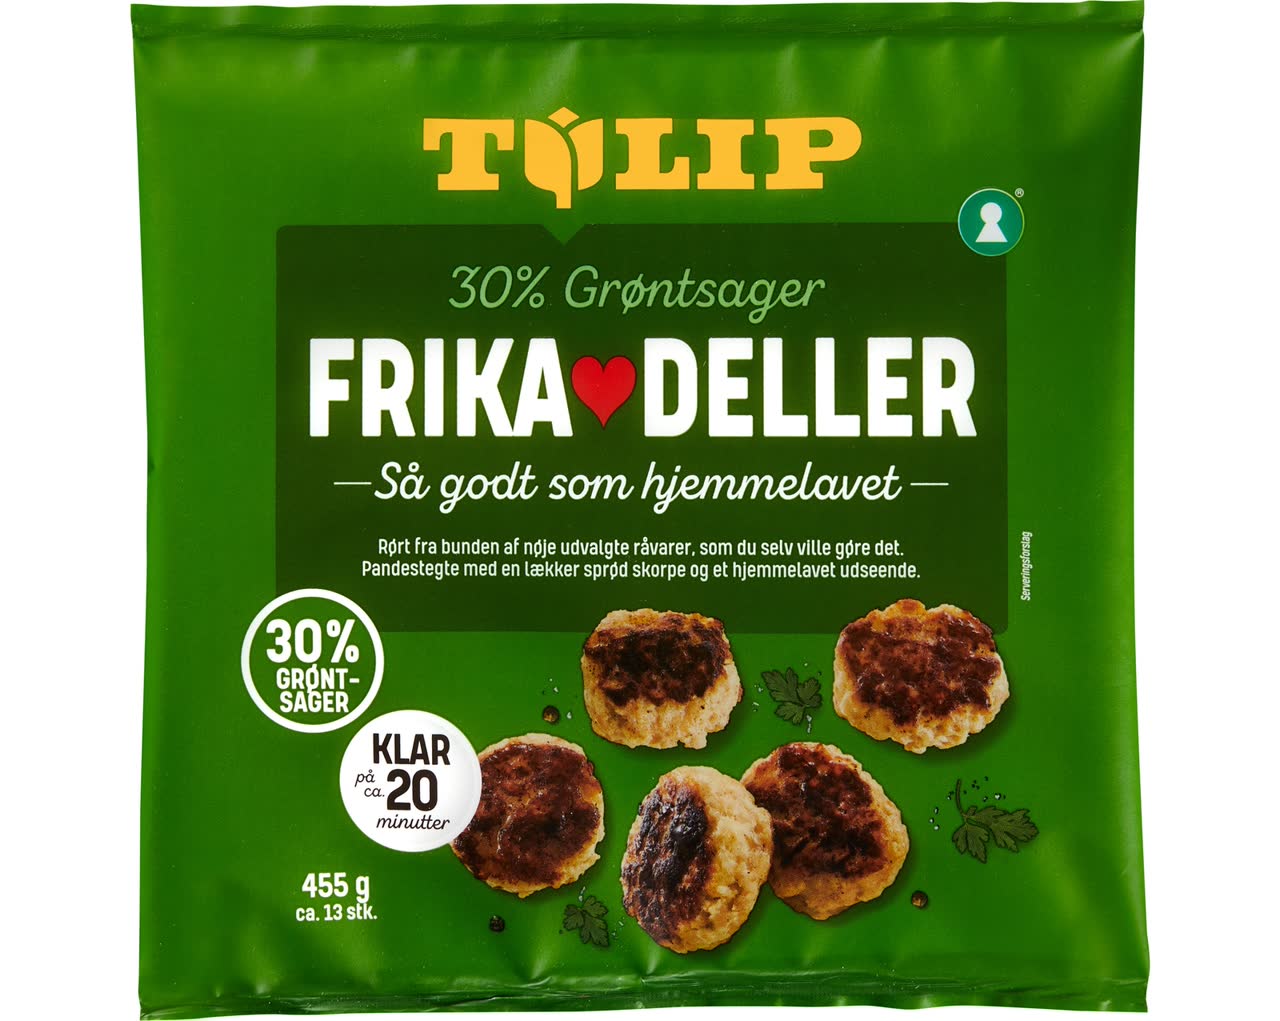 TULIP
®
30% Grøntsager
FRIKA DELLER
Så godt som hjemmelavet
Rørt fra bunden af nøje udvalgte råvarer, som du selv ville gøre det.
Pandestegte med en lækker sprød skorpe og et hjemmelavet udseende.
Serveringsforslag
30%
GRØNT-
SAGER
KLAR
på
ca. 20
minutter
455 g
ca. 13 stk.